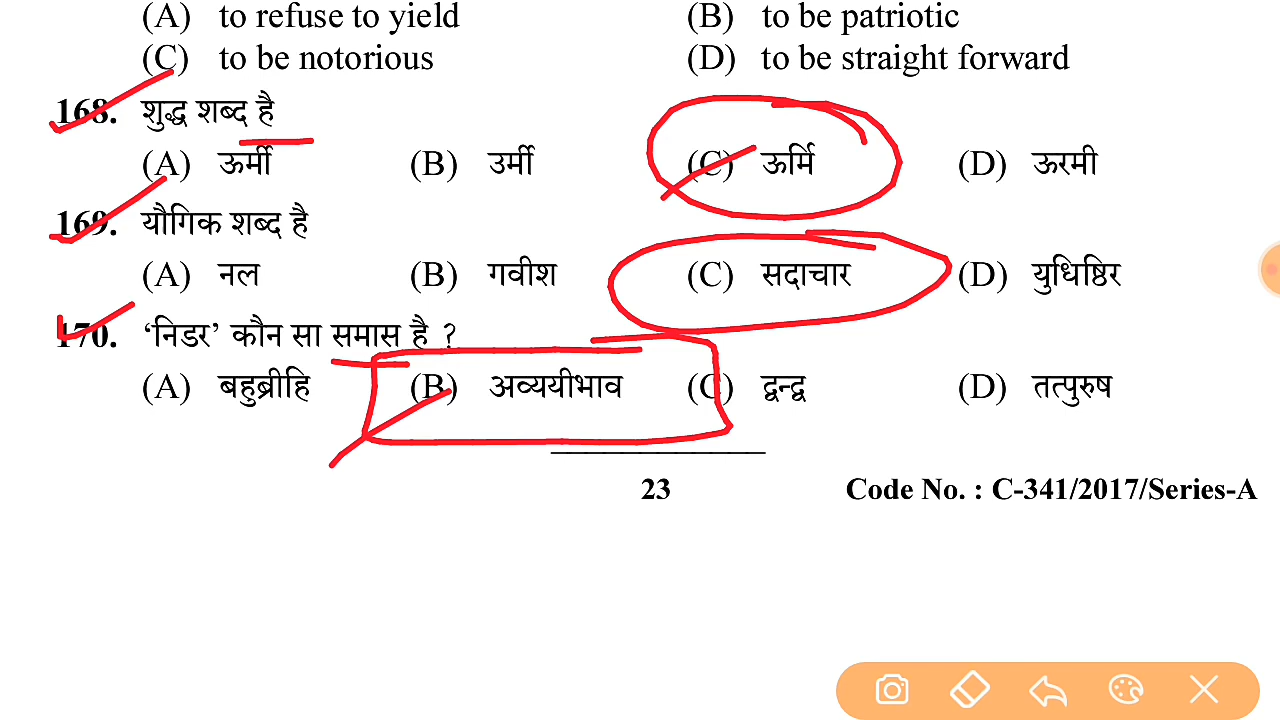 (A) to refuse to yield (B) to be patriotic
(C) to be notorious (D) to be straight forward
168. शुद्ध शब्द है
(A) ऊर्मी (B) उर्मी (C) ऊर्मि (D) ऊरमी
169. यौगिक शब्द है
(A) नल (B) गवीश (C) सदाचार (D) युधिष्ठिर
170. ‘निडर’ कौन सा समास है ?
(A) बहुब्रीहि (B) अव्ययीभाव (C) द्वन्द्व (D) तत्पुरुष
23 Code No. : C-341/2017/Series-A